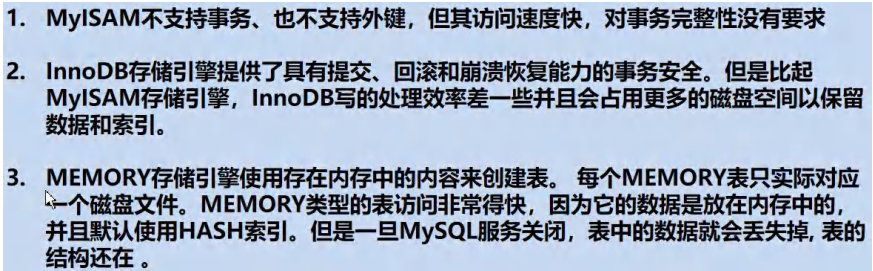 1. MyISAM不支持事务、也不支持外键，但其访问速度快，对事务完整性没有要求
2. InnoDB存储引擎提供了具有提交、回滚和崩溃恢复能力的事务安全。但是比起
MyISAM存储引擎，InnoDB写的处理效率差一些并且会占用更多的磁盘空间以保留
数据和索引。
3. MEMORY存储引擎使用存在内存中的内容来创建表。 每个MEMORY表只实际对应
一个磁盘文件。MEMORY类型的表访问非常得快，因为它的数据是放在内存中的，
并且默认使用HASH索引。但是一旦MySQL服务关闭，表中的数据就会丢失掉, 表的
结构还在 。